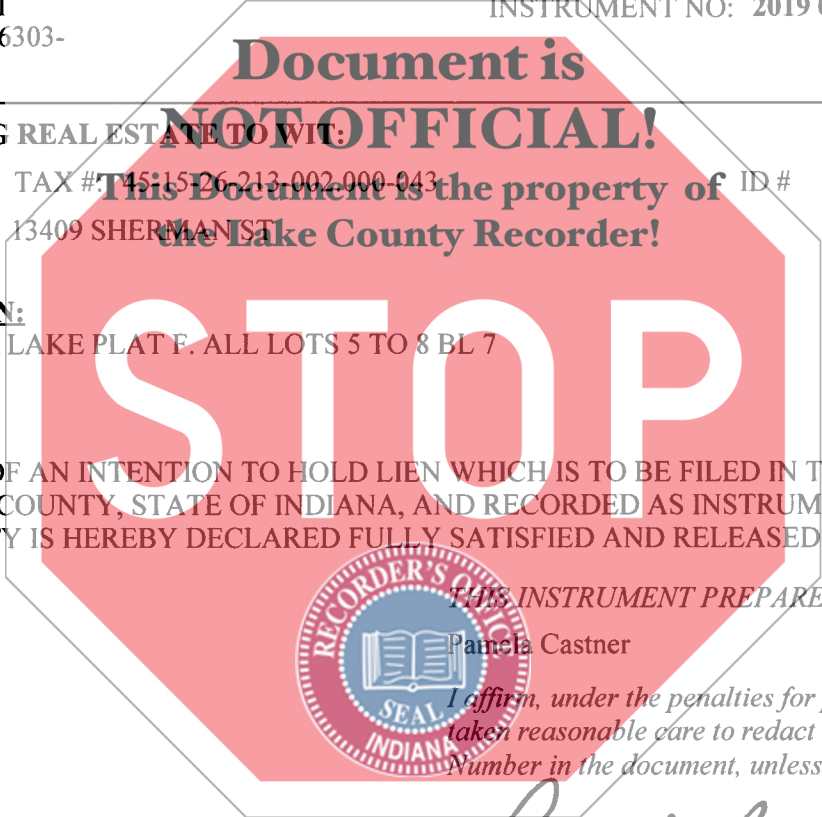 INSTRUMENT NO: 2019
6303-
Document is
NOT OFFICIAL!
REAL ESTATE TO WIT:
TAX #: 45-15-26-213-002.000-043
This Document is the property of
ID #
13409 SHERMAN ST
the Lake County Recorder!
N:
LAKE PLAT F. ALL LOTS 5 TO 8 BL 7
STOP
OF AN INTENTION TO HOLD LIEN WHICH IS TO BE FILED IN T
COUNTY, STATE OF INDIANA, AND RECORDED AS INSTRUM
Y IS HEREBY DECLARED FULLY SATISFIED AND RELEASED
RECORDER'S OFFICE
SEAL
INDIANA
THIS INSTRUMENT PREPARE
Pamela Castner
I affirm, under the penalties for
taken reasonable care to redact
Number in the document, unless